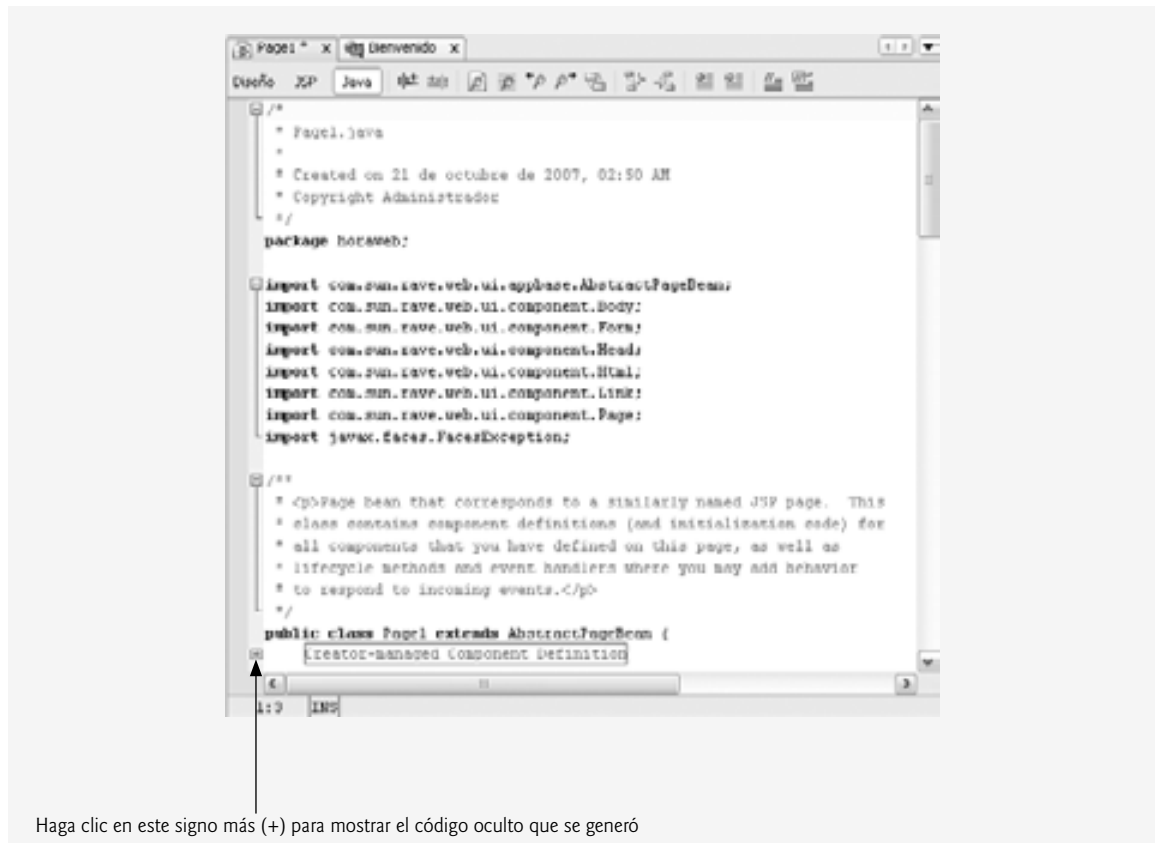 Page1 * x Bienvenido x
Diseño JSP Java
/*
* Page1.java
*
* Created on 21 de octubre de 2007, 02:50 AM
* Copyright Administrador
*/
package horaweb;
import com.sun.rave.web.ui.appbase.AbstractPageBean;
import com.sun.rave.web.ui.component.Body;
import com.sun.rave.web.ui.component.Form;
import com.sun.rave.web.ui.component.Head;
import com.sun.rave.web.ui.component.Html;
import com.sun.rave.web.ui.component.Link;
import com.sun.rave.web.ui.component.Page;
import javax.faces.FacesException;
/**
* <p>Page bean that corresponds to a similarly named JSP page. This
* class contains component definitions (and initialization code) for
* all components that you have defined on this page, as well as
* lifecycle methods and event handlers where you may add behavior
* to respond to incoming events.</p>
*/
public class Page1 extends AbstractPageBean {
Creator-managed Component Definition
1:3 INS
Haga clic en este signo más (+) para mostrar el código oculto que se generó